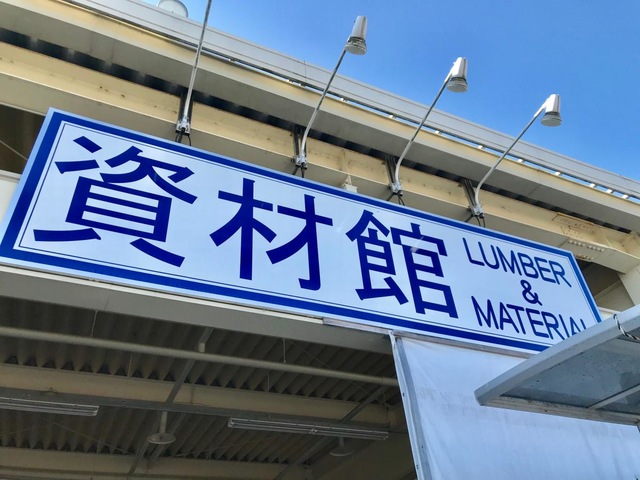 資材館
LUMBER
&
MATERIAL